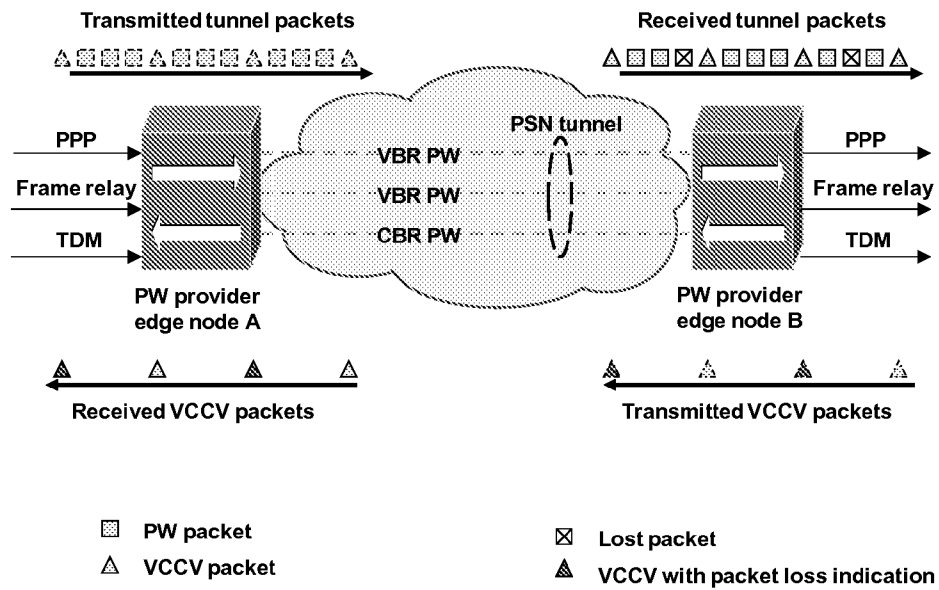 Transmitted tunnel packets
Received tunnel packets
PSN tunnel
PPP
VBR PW
PPP
Frame relay
VBR PW
Frame relay
TDM
CBR PW
TDM
PW provider
edge node A
PW provider
edge node B
Received VCCV packets
Transmitted VCCV packets
PW packet
Lost packet
VCCV packet
VCCV with packet loss indication